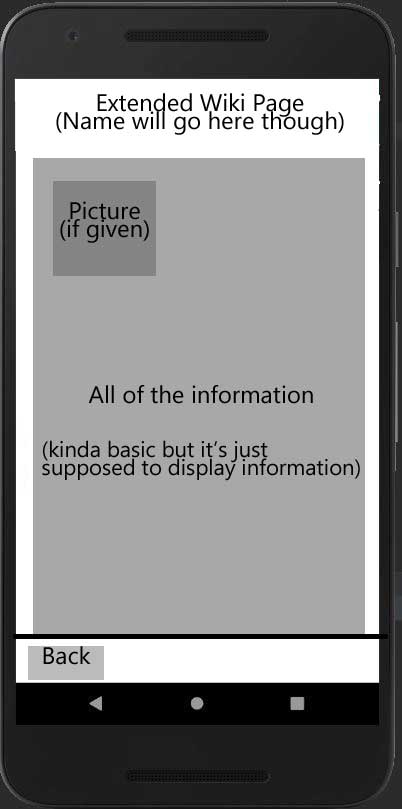 Extended Wiki Page
(Name will go here though)
Picture
(if given)
All of the information
(kinda basic but it’s just
supposed to display information)
Back